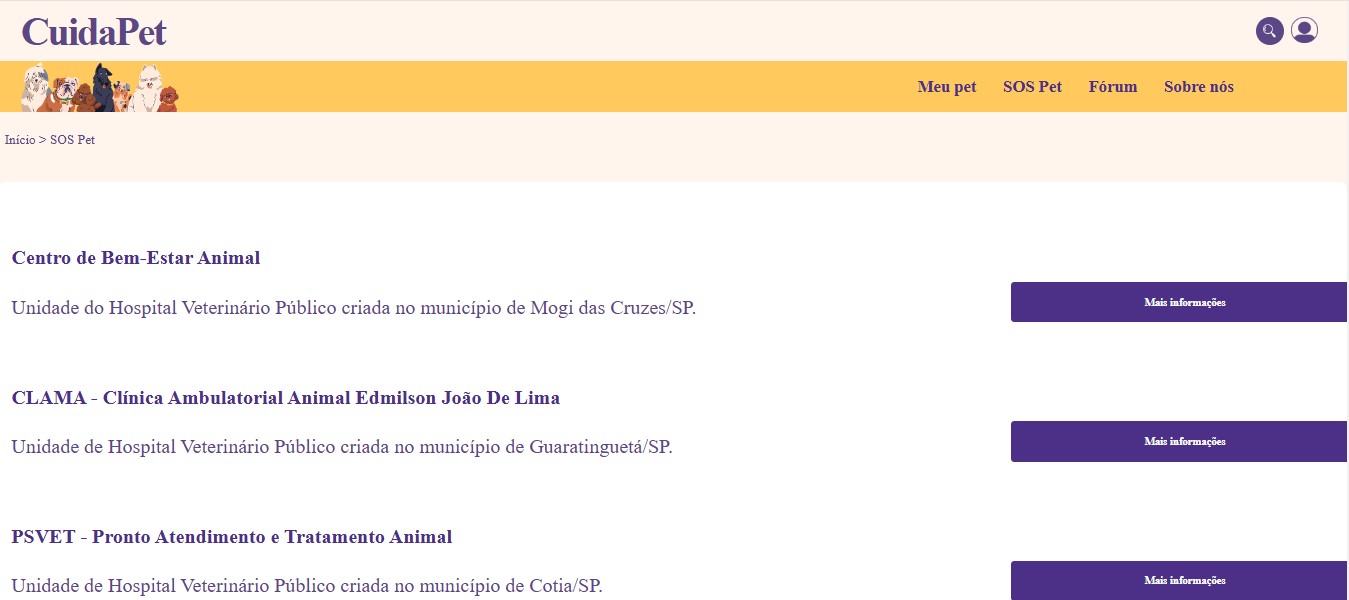 CuidaPet
Meu pet SOS Pet Fórum Sobre nós
Início > SOS Pet
Centro de Bem-Estar Animal
Unidade do Hospital Veterinário Público criada no município de Mogi das Cruzes/SP.
Mais informações
CLAMA - Clínica Ambulatorial Animal Edmilson João De Lima
Unidade de Hospital Veterinário Público criada no município de Guaratinguetá/SP.
Mais informações
PSVET - Pronto Atendimento e Tratamento Animal
Unidade de Hospital Veterinário Público criada no município de Cotia/SP.
Mais informações